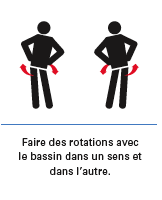 Faire des rotations avec
le bassin dans un sens et
dans l'autre.